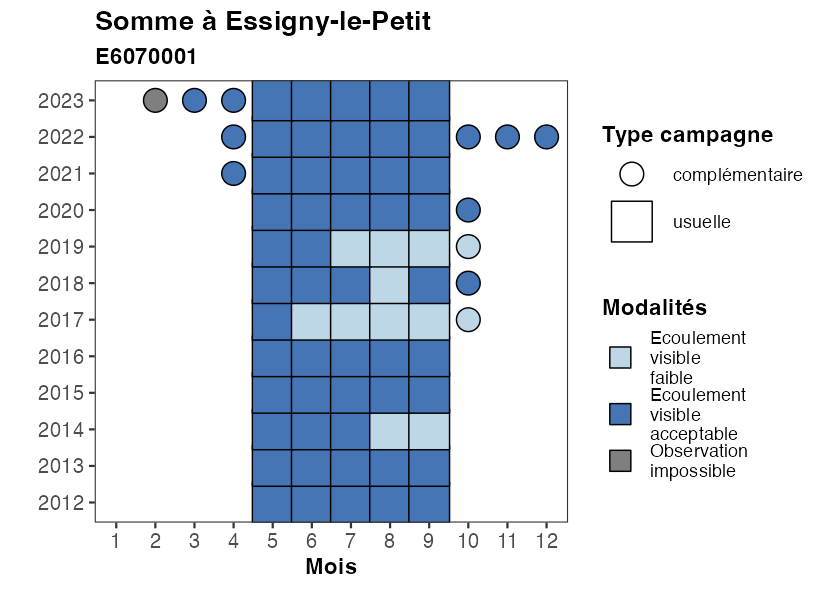 Somme à Essigny-le-Petit
E6070001
2023
2022
2021
2020
2019
2018
2017
2016
2015
2014
2013
2012
1 2 3 4 5 6 7 8 9 10 11 12
Mois
Type campagne
complémentaire
usuelle
Modalités
Ecoulement
visible
faible
Ecoulement
visible
acceptable
Observation
impossible